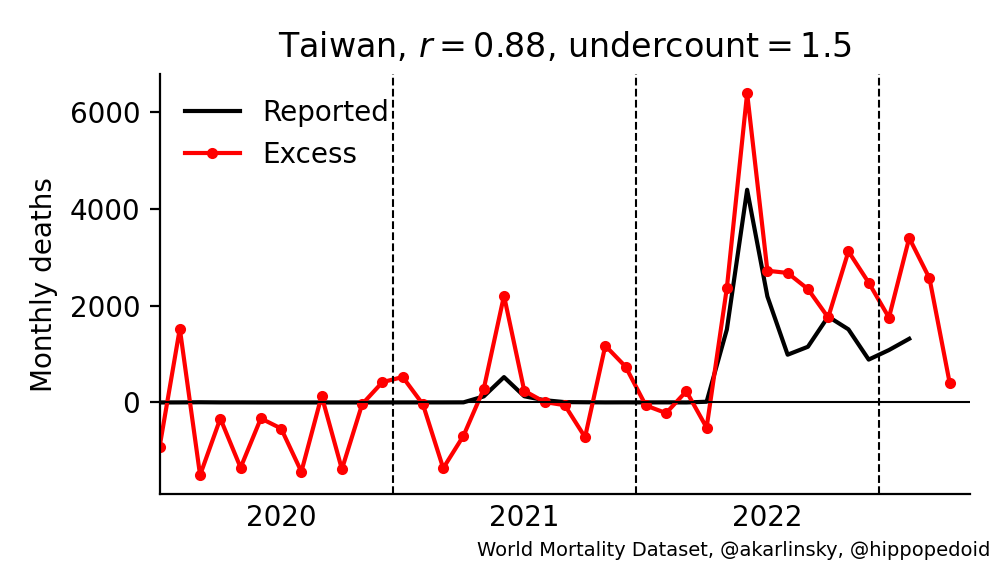 Taiwan, r = 0.88, undercount = 1.5
Reported
Excess
Monthly deaths
6000
4000
2000
0
2020 2021 2022
World Mortality Dataset, @akarlinsky, @hippopedoid